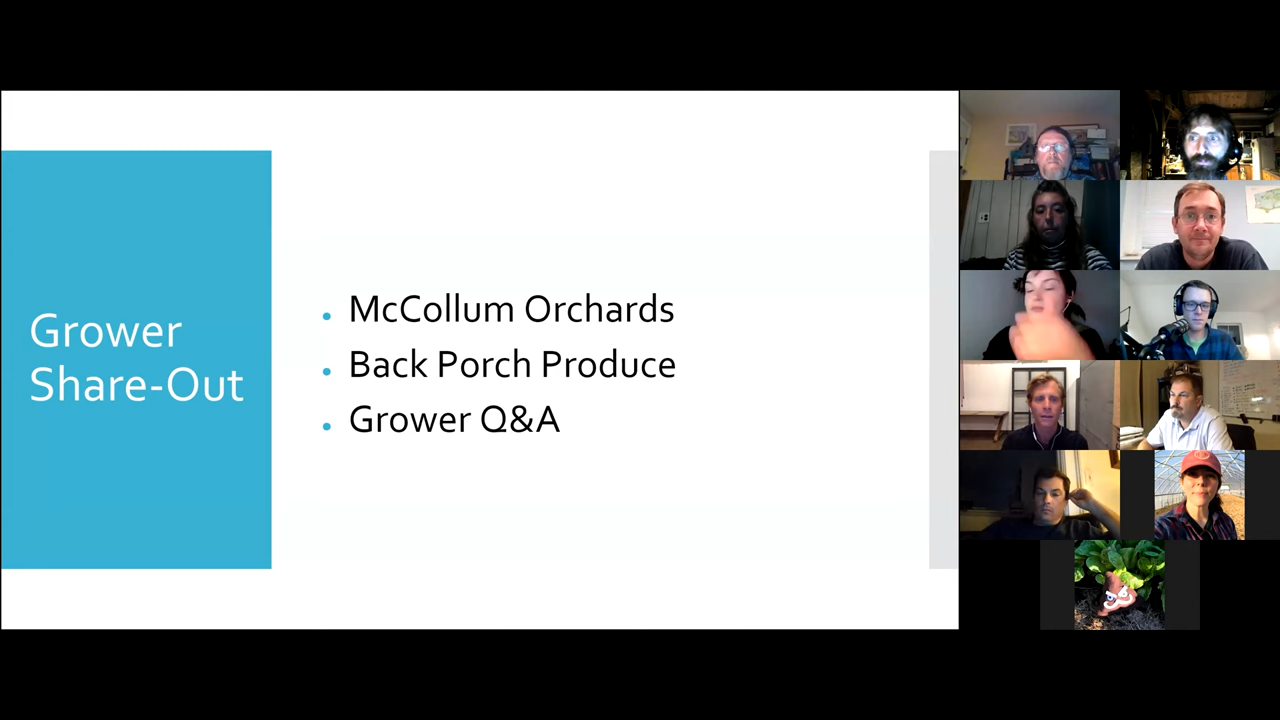 Grower
Share-Out
McCollum Orchards
Back Porch Produce
Grower Q&A